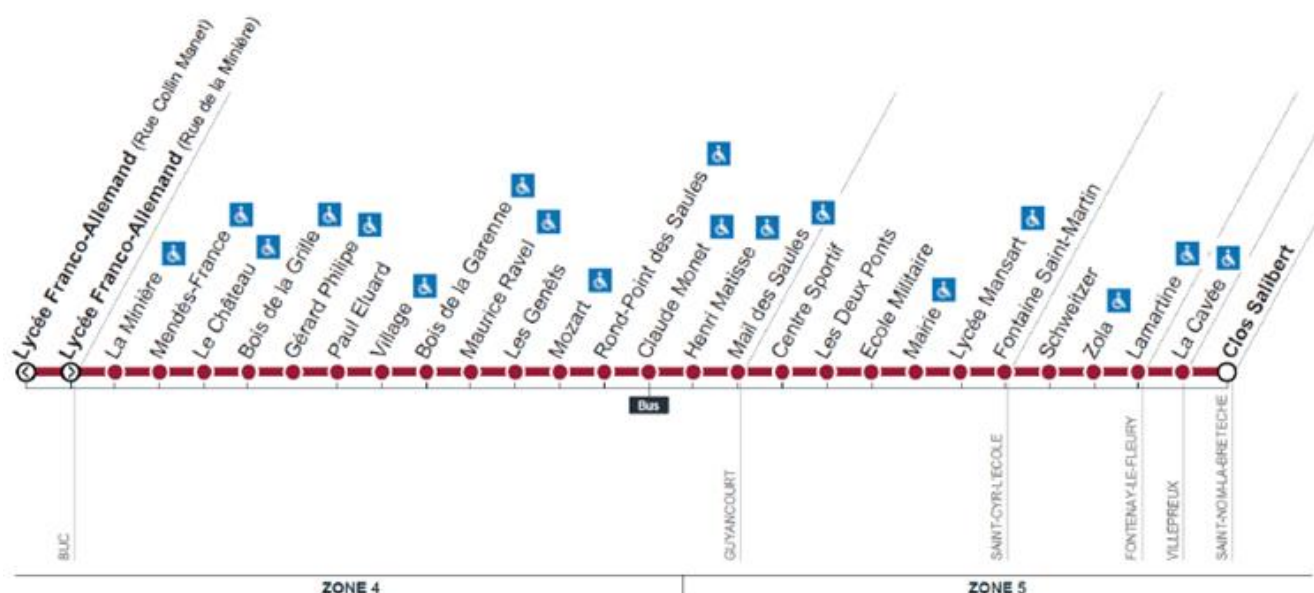 Lycée Franco-Allemand (Rue Collin Manet)
Lycée Franco-Allemand (Rue de la Minière)
La Minière
Mendès-France
Le Château
Bois de la Grille
Gérard Philipe
Paul Eluard
Village
Bois de la Garenne
Maurice Ravel
Les Genêts
Mozart
Rond-Point des Saules
Claude Monet
Henri Matisse
Mail des Saules
Centre Sportif
Les Deux Ponts
Ecole Militaire
Mairie
Lycée Mansart
Fontaine Saint-Martin
Schweitzer
Zola
Lamartine
La Cavée
Clos Salibert
Bus
BUC
GUYANCOURT
SAINT-CYR-L'ECOLE
FONTENAY-LE-FLEURY
VILLEPREUX
SAINT-NOM-LA-BRETECHE
ZONE 4
ZONE 5